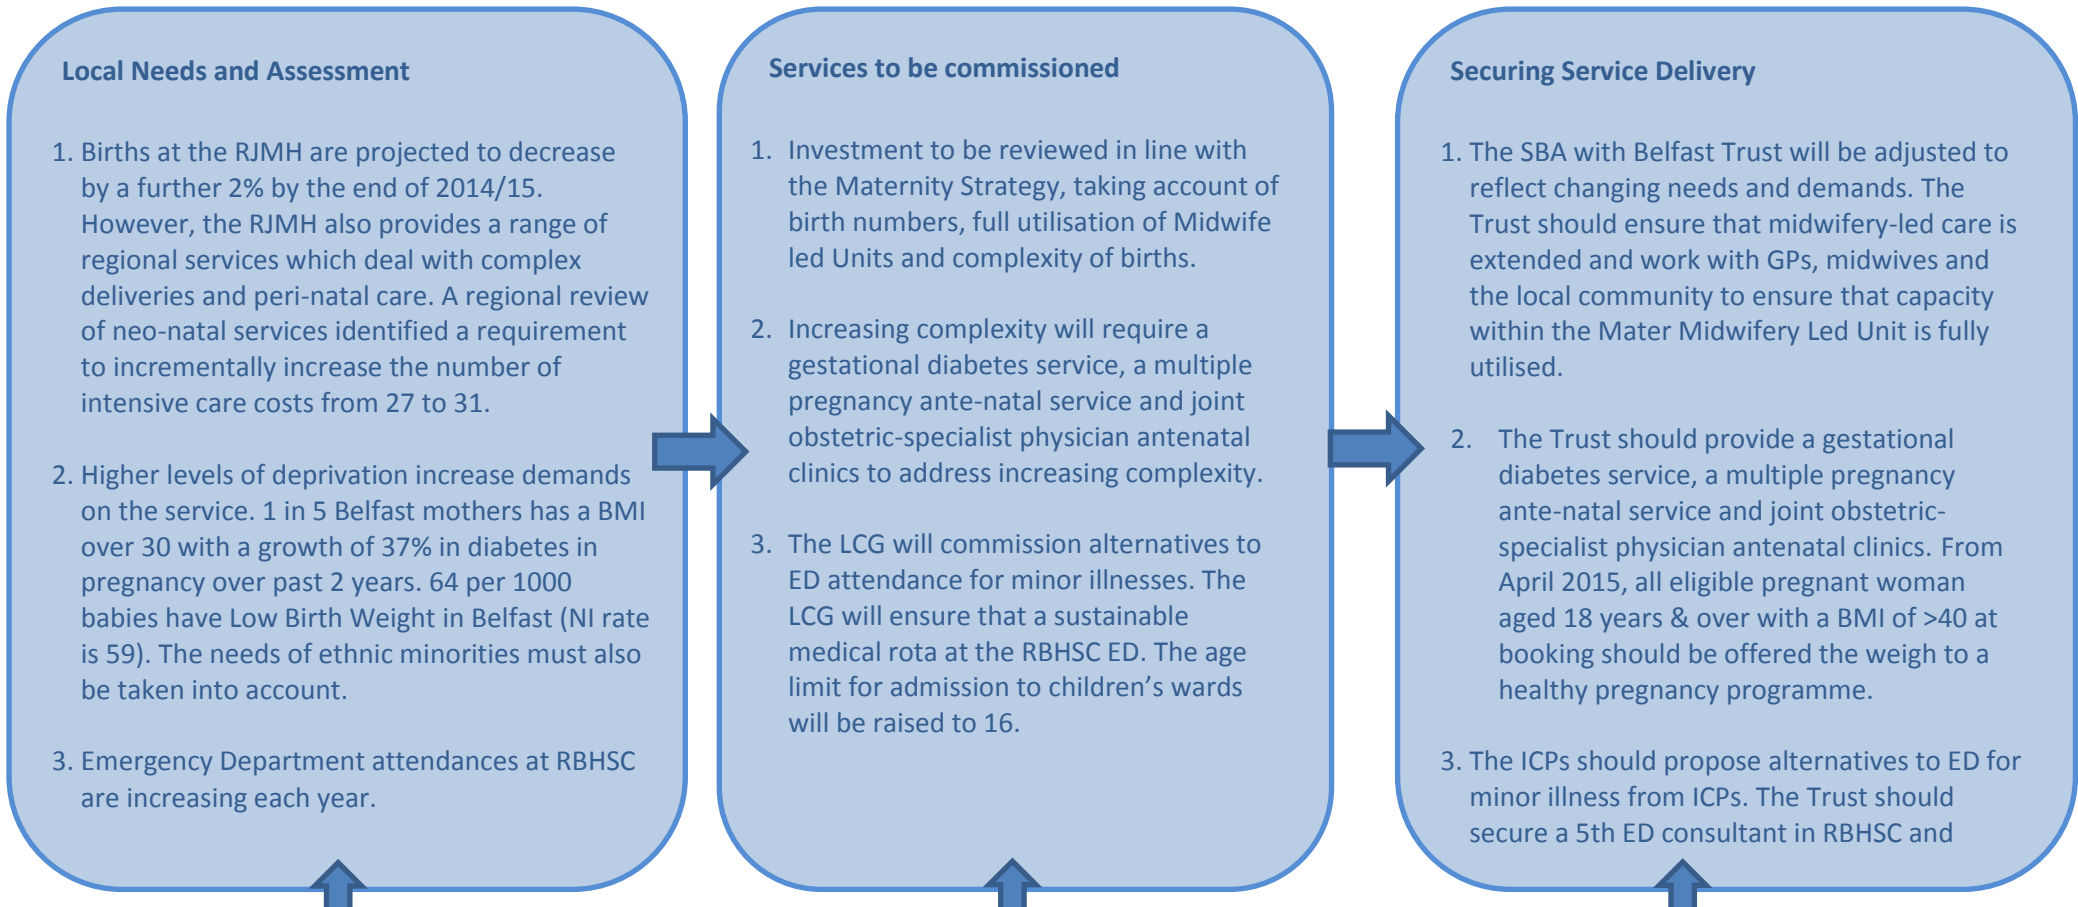 Local Needs and Assessment
1. Births at the RJMH are projected to decrease
by a further 2% by the end of 2014/15.
However, the RJMH also provides a range of
regional services which deal with complex
deliveries and peri-natal care. A regional review
of neo-natal services identified a requirement
to incrementally increase the number of
intensive care costs from 27 to 31.
2. Higher levels of deprivation increase demands
on the service. 1 in 5 Belfast mothers has a BMI
over 30 with a growth of 37% in diabetes in
pregnancy over past 2 years. 64 per 1000
babies have Low Birth Weight in Belfast (NI rate
is 59). The needs of ethnic minorities must also
be taken into account.
3. Emergency Department attendances at RBHSC
are increasing each year.
Services to be commissioned
1. Investment to be reviewed in line with
the Maternity Strategy, taking account of
birth numbers, full utilisation of Midwife
led Units and complexity of births.
2. Increasing complexity will require a
gestational diabetes service, a multiple
pregnancy ante-natal service and joint
obstetric-specialist physician antenatal
clinics to address increasing complexity.
3. The LCG will commission alternatives to
ED attendance for minor illnesses. The
LCG will ensure that a sustainable
medical rota at the RBHSC ED. The age
limit for admission to children’s wards
will be raised to 16.
Securing Service Delivery
1. The SBA with Belfast Trust will be adjusted to
reflect changing needs and demands. The
Trust should ensure that midwifery-led care is
extended and work with GPs, midwives and
the local community to ensure that capacity
within the Mater Midwifery Led Unit is fully
utilised.
2. The Trust should provide a gestational
diabetes service, a multiple pregnancy
ante-natal service and joint obstetric-
specialist physician antenatal clinics. From
April 2015, all eligible pregnant woman
aged 18 years & over with a BMI of >40 at
booking should be offered the weigh to a
healthy pregnancy programme.
3. The ICPs should propose alternatives to ED for
minor illness from ICPs. The Trust should
secure a 5th ED consultant in RBHSC and